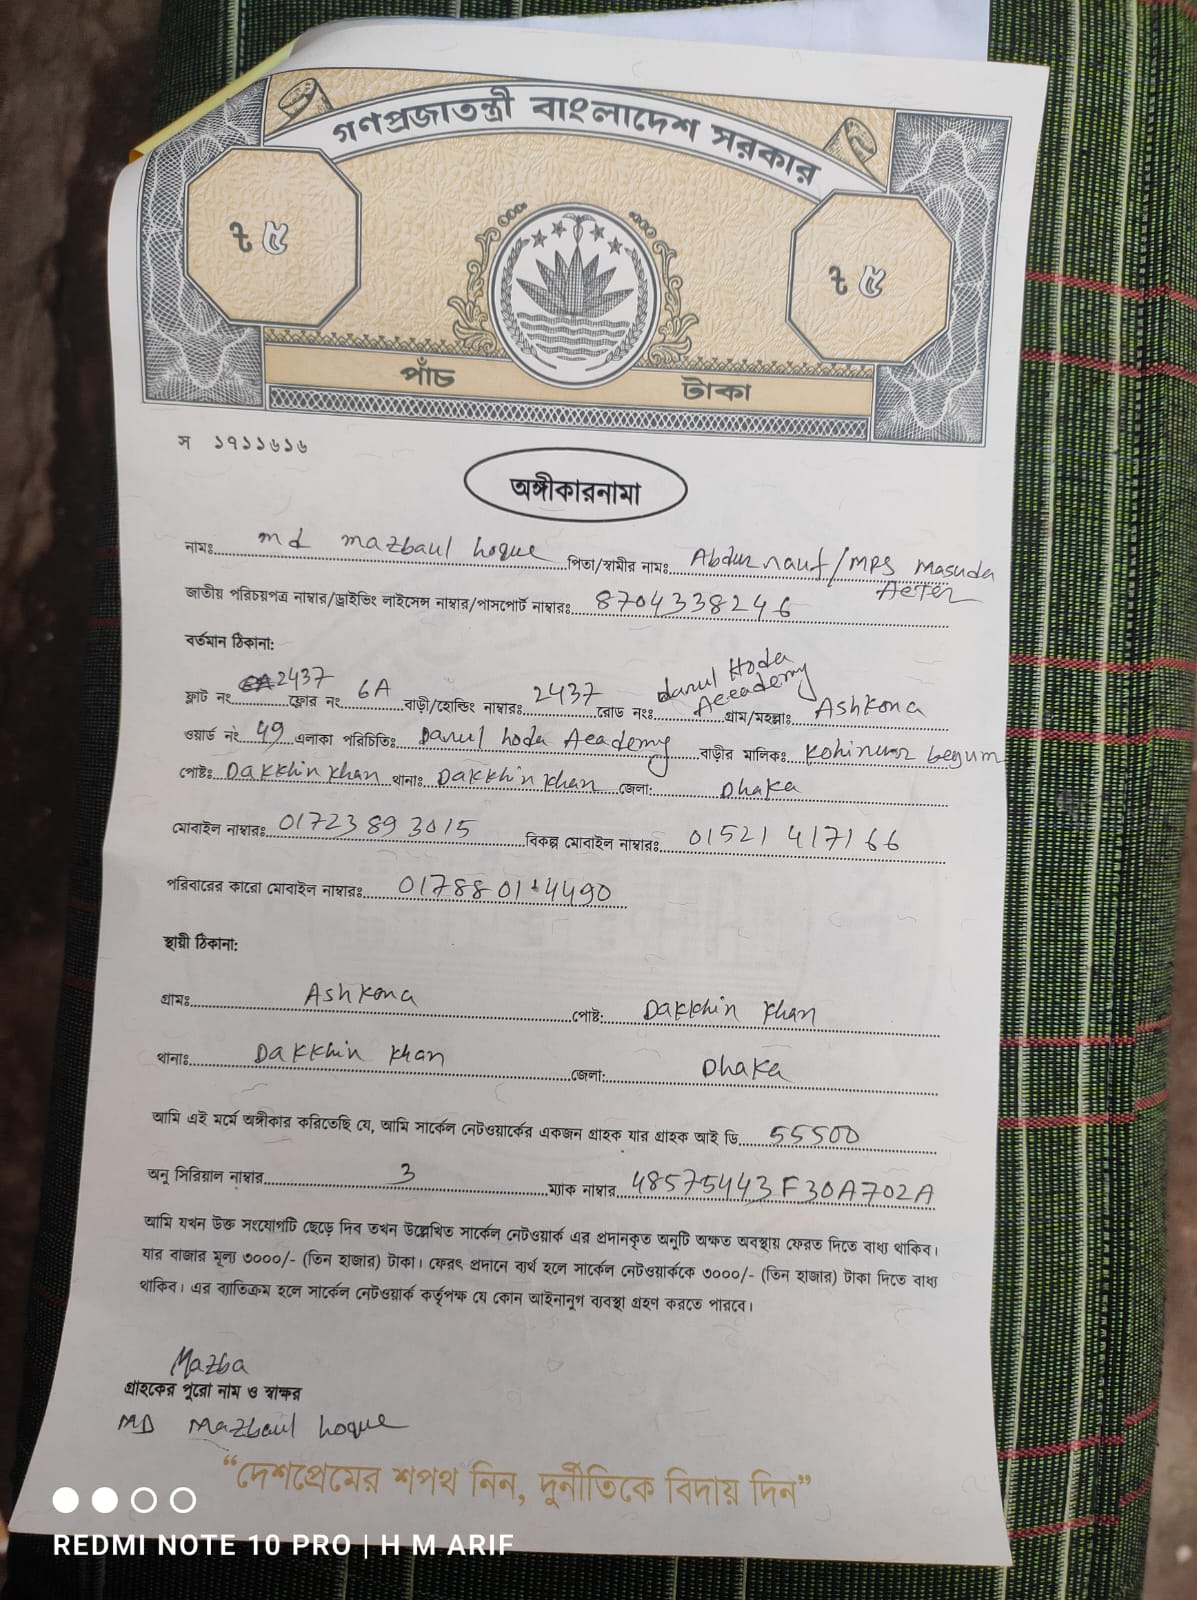 গণপ্রজাতন্ত্রী বাংলাদেশ সরকার
৳ ৫
৳ ৫
পাঁচ টাকা
স ১৭১১৬১৬
অঙ্গীকারনামা
নামঃ md mazbaul hoque পিতা/স্বামীর নামঃ Abdur rauf/MRS Masuda Acter
জাতীয় পরিচয়পত্র নাম্বার/ড্রাইভিং লাইসেন্স নাম্বার/পাসপোর্ট নাম্বারঃ 8704338246
বর্তমান ঠিকানা:
ফ্লাট নং 2437 ফ্লোর নং 6A বাড়ী/হোল্ডিং নাম্বারঃ 2437 রোড নংঃ Darul Hoda Aceademy গ্রাম/মহল্লাঃ Ashkona
ওয়ার্ড নং 49 এলাকা পরিচিতিঃ Darul hoda Aeademy বাড়ীর মালিকঃ Kohinuor begum
পোষ্টঃ Dakkhin khan থানাঃ Dakkhin khan জেলা: Dhaka
মোবাইল নাম্বারঃ 01723893015 বিকল্প মোবাইল নাম্বারঃ 01521417166
পরিবারের কারো মোবাইল নাম্বারঃ 0178801 4490
স্থায়ী ঠিকানা:
গ্রামঃ Ashkona পোষ্ট: Dakkhin khan
থানাঃ Dakkhin khan জেলা: Dhaka
আমি এই মর্মে অঙ্গীকার করিতেছি যে, আমি সার্কেল নেটওয়ার্কের একজন গ্রাহক যার গ্রাহক আই ডি 55500
অনু সিরিয়াল নাম্বার 3 ম্যাক নাম্বার 48575443F30A702A
আমি যখন উক্ত সংযোগটি ছেড়ে দিব তখন উল্লেখিত সার্কেল নেটওয়ার্ক এর প্রদানকৃত অনুটি অক্ষত অবস্থায় ফেরত দিতে বাধ্য থাকিব।
যার বাজার মূল্য ৩০০০/- (তিন হাজার) টাকা। ফেরৎ প্রদানে ব্যর্থ হলে সার্কেল নেটওয়ার্ককে ৩০০০/- (তিন হাজার) টাকা দিতে বাধ্য
থাকিব। এর ব্যাতিক্রম হলে সার্কেল নেটওয়ার্ক কর্তৃপক্ষ যে কোন আইনানুগ ব্যবস্থা গ্রহণ করতে পারবে।
Mazba
গ্রাহকের পুরো নাম ও স্বাক্ষর
MD Mazbaul hoque
“দেশপ্রেমের শপথ নিন, দুর্নীতিকে বিদায় দিন”
REDMI NOTE 10 PRO | H M ARIF